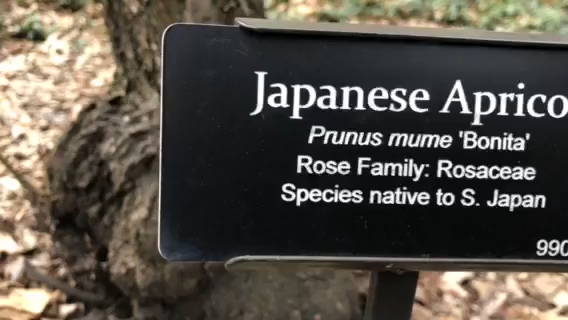 Japanese Aprico
Prunus mume 'Bonita'
Rose Family: Rosaceae
Species native to S. Japan
990